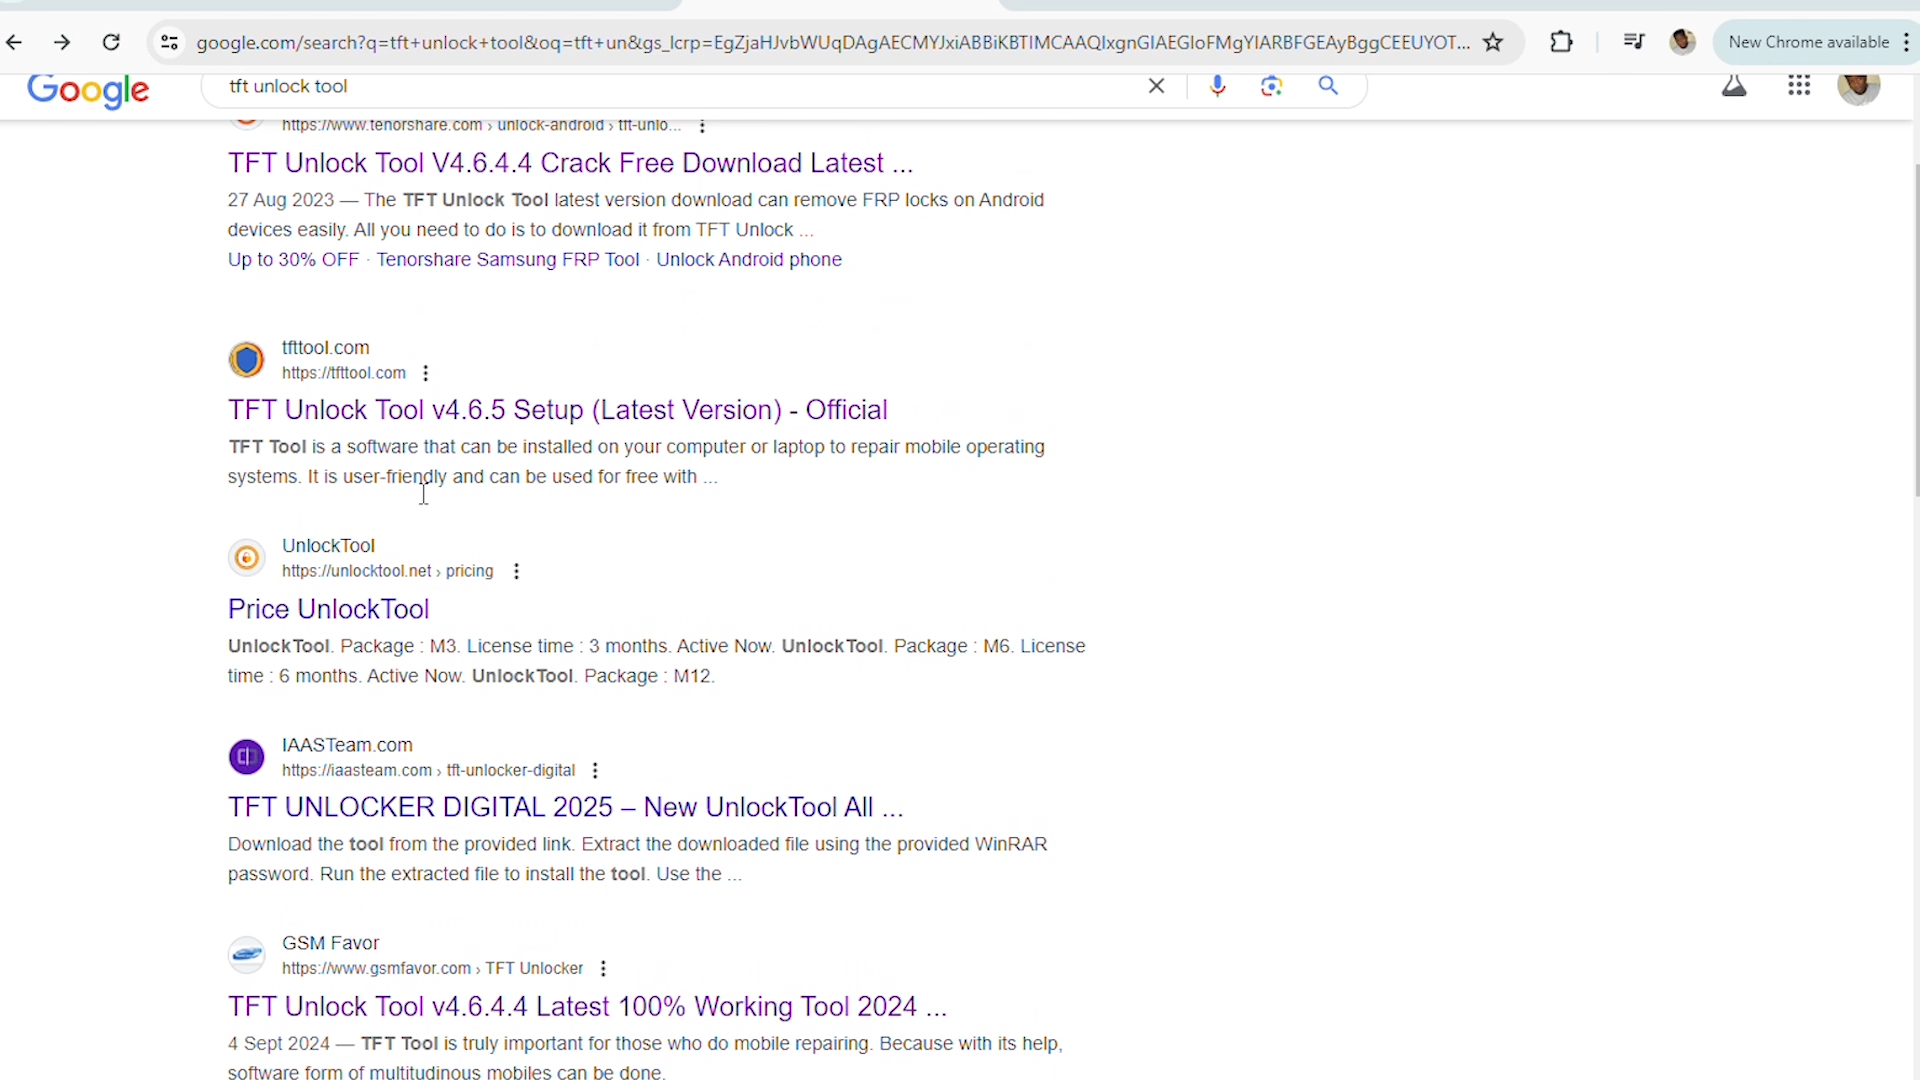 google.com/search?q=tft+unlock+tool&oq=tft+un&gs_lcrp=EgZjaHJvbWUqDAgAECMYJxiABBiKBTIMCAAQIxgnGIAEGIoFMgYIARBFGEAyBggCEEUYOT...
New Chrome available
Google
tft unlock tool
https://www.tenorshare.com › unlock-android › tft-unlo...
TFT Unlock Tool V4.6.4.4 Crack Free Download Latest ...
27 Aug 2023 — The TFT Unlock Tool latest version download can remove FRP locks on Android
devices easily. All you need to do is to download it from TFT Unlock ...
Up to 30% OFF · Tenorshare Samsung FRP Tool · Unlock Android phone
tfttool.com
https://tfttool.com
TFT Unlock Tool v4.6.5 Setup (Latest Version) - Official
TFT Tool is a software that can be installed on your computer or laptop to repair mobile operating
systems. It is user-friendly and can be used for free with ...
UnlockTool
https://unlocktool.net › pricing
Price UnlockTool
UnlockTool. Package : M3. License time : 3 months. Active Now. UnlockTool. Package : M6. License
time : 6 months. Active Now. UnlockTool. Package : M12.
IAASTeam.com
https://iaasteam.com › tft-unlocker-digital
TFT UNLOCKER DIGITAL 2025 – New UnlockTool All ...
Download the tool from the provided link. Extract the downloaded file using the provided WinRAR
password. Run the extracted file to install the tool. Use the ...
GSM Favor
https://www.gsmfavor.com › TFT Unlocker
TFT Unlock Tool v4.6.4.4 Latest 100% Working Tool 2024 ...
4 Sept 2024 — TFT Tool is truly important for those who do mobile repairing. Because with its help,
software form of multitudinous mobiles can be done.